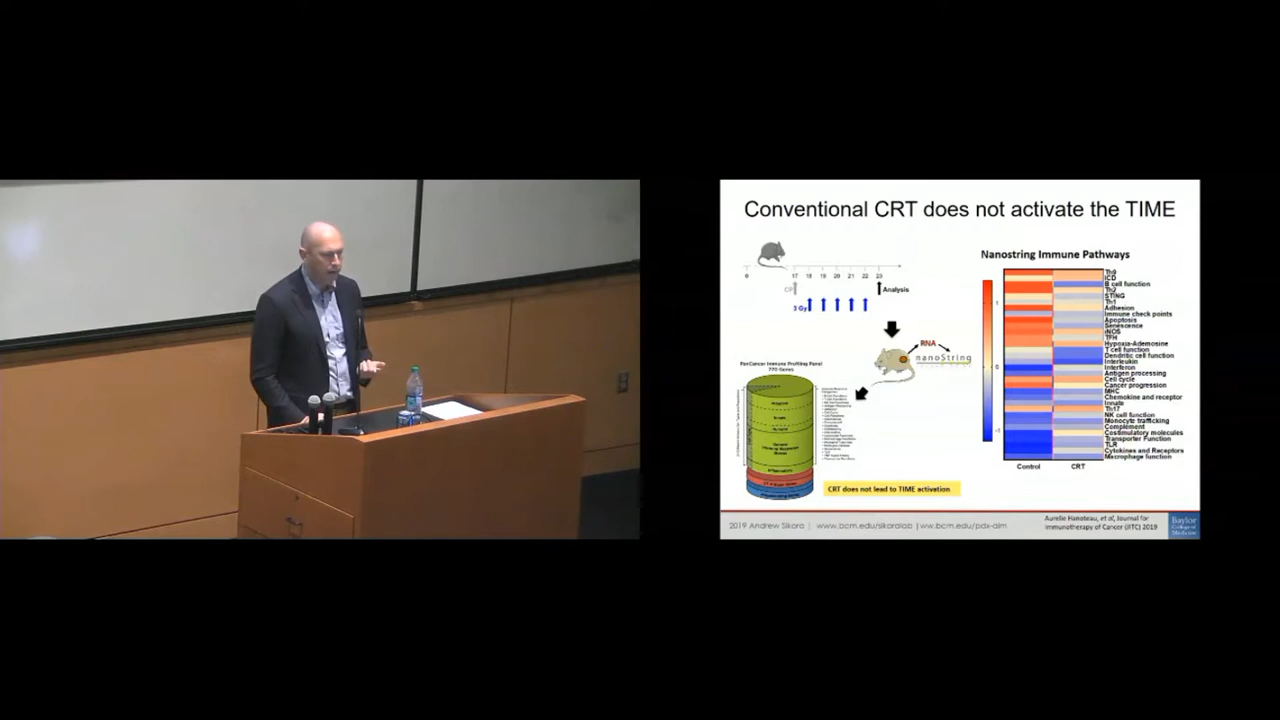 Conventional CRT does not activate the TIME
0 17 18 19 20 21 22 23
CP
Analysis
3 Gy
RNA
nanoString
PanCancer Immune Profiling Panel
770 Genes
CRT does not lead to TIME activation
Nanostring Immune Pathways
1
0
-1
Th9
ICD
B cell function
Th2
STING
Th1
Adhesion
Immune check points
Apoptosis
Senescence
iNOS
TFH
Hypoxia-Adenosine
T cell function
Dendritic cell function
Interleukin
Interferon
Antigen processing
Cell cycle
Cancer progression
MHC
Chemokine and receptor
Innate
Th17
NK cell function
Monocyte trafficking
Complement
Costimulatory molecules
Transporter Function
TLR
Cytokines and Receptors
Macrophage function
Control CRT
2019 Andrew Sikora | www.bcm.edu/sikoralab |ww.bcm.edu/pdx-aim
Aurelie Hanoteau, et al, Journal for
Immunotherapy of Cancer (JITC) 2019
Baylor
College of
Medicine